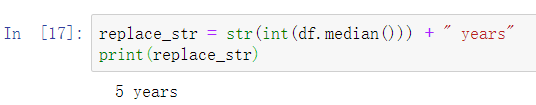 In [17]: replace_str = str(int(df.median())) + " years"
print(replace_str)
5 years